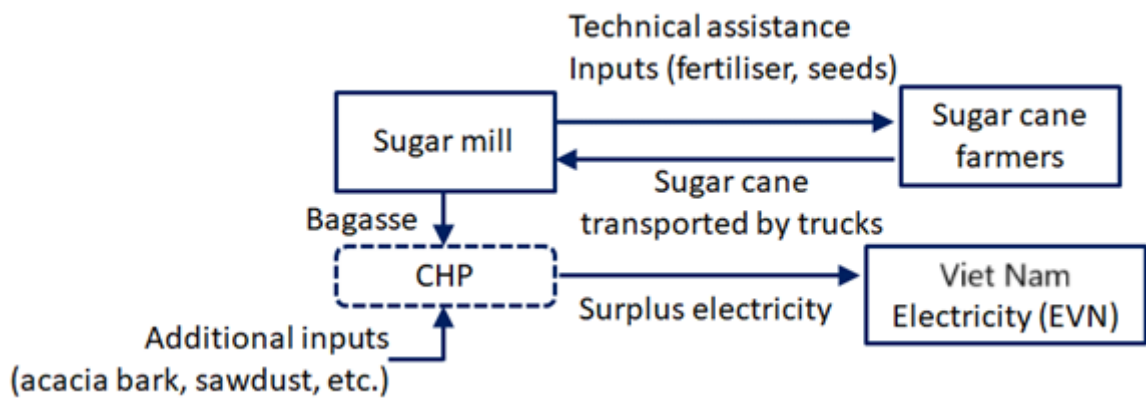 Technical assistance
Inputs (fertiliser, seeds)
Sugar mill
Sugar cane
farmers
Sugar cane
transported by trucks
Bagasse
CHP
Surplus electricity
Viet Nam
Electricity (EVN)
Additional inputs
(acacia bark, sawdust, etc.)